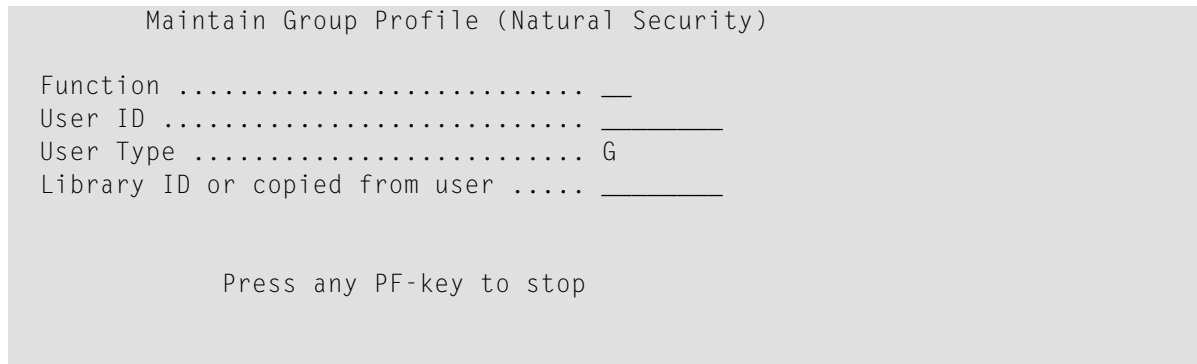 Maintain Group Profile (Natural Security)
Function ........................... __
User ID ............................ ________
User Type .......................... G
Library ID or copied from user ..... ________
Press any PF-key to stop